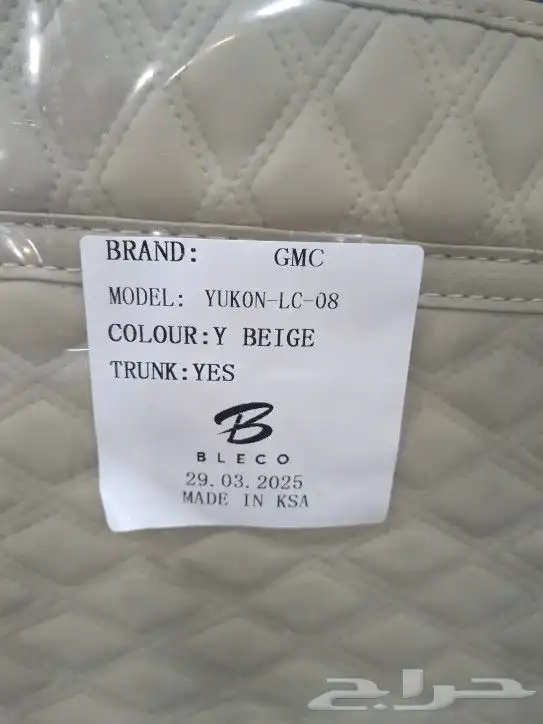 BRAND: GMC
MODEL: YUKON-LC-08
COLOUR:Y BEIGE
TRUNK:YES
B
BLECO
29.03.2025
MADE IN KSA
حراج